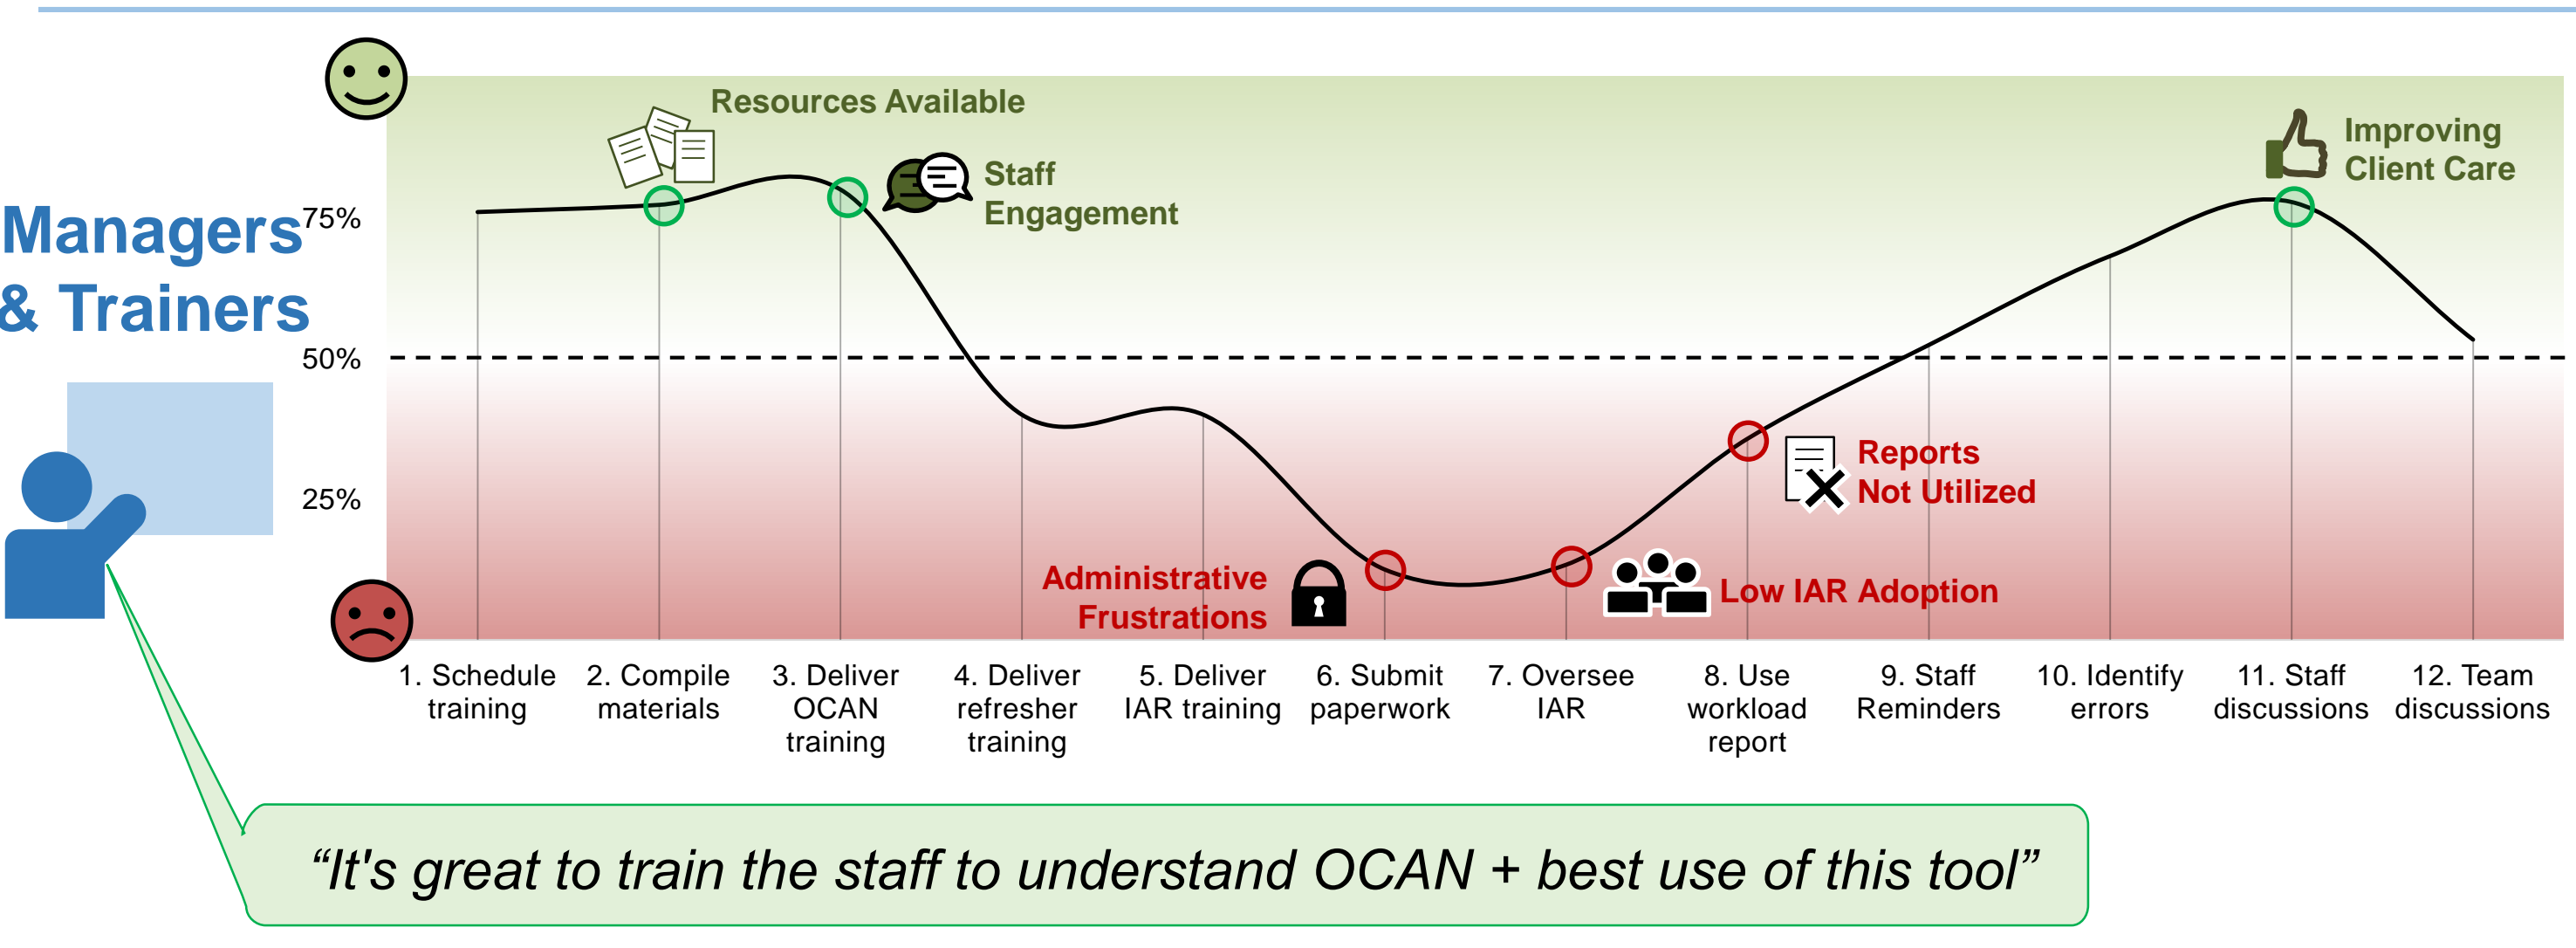 Resources Available
Staff
Engagement
Improving
Client Care
Managers
& Trainers
75%
50%
25%
Reports
Not Utilized
Administrative
Frustrations
Low IAR Adoption
1. Schedule
training
2. Compile
materials
3. Deliver
OCAN
training
4. Deliver
refresher
training
5. Deliver
IAR training
6. Submit
paperwork
7. Oversee
IAR
8. Use
workload
report
9. Staff
Reminders
10. Identify
errors
11. Staff
discussions
12. Team
discussions
“It's great to train the staff to understand OCAN + best use of this tool”